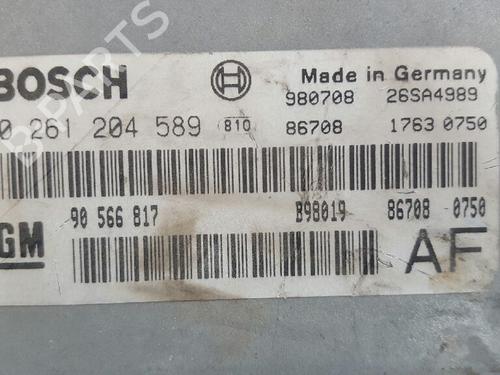 BOSCH
Made in Germany
980708 26SA4989
0 261 204 589 810 86708 1763 0750
90 566 817 B98019 86708 0750
GM
AF
B-PARTS